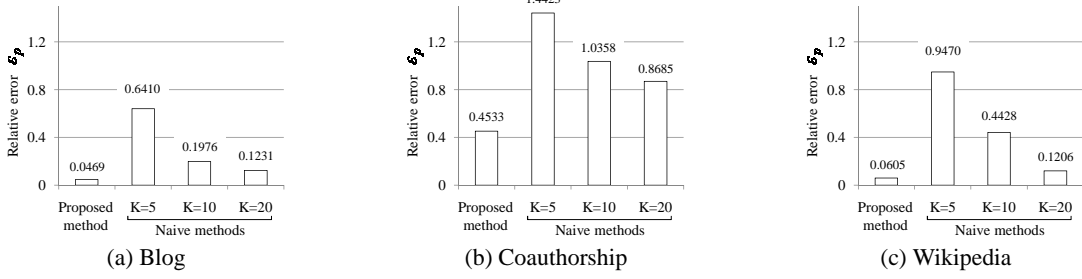 1.2
0.8
0.4
0
Relative error ε_p
0.0469
0.6410
0.1976
0.1231
Proposed method
K=5
K=10
K=20
Naive methods
(a) Blog
1.2
0.8
0.4
0
Relative error ε_p
0.4533
1.0358
0.8685
Proposed method
K=5
K=10
K=20
Naive methods
(b) Coauthorship
1.2
0.8
0.4
0
Relative error ε_p
0.0605
0.9470
0.4428
0.1206
Proposed method
K=5
K=10
K=20
Naive methods
(c) Wikipedia